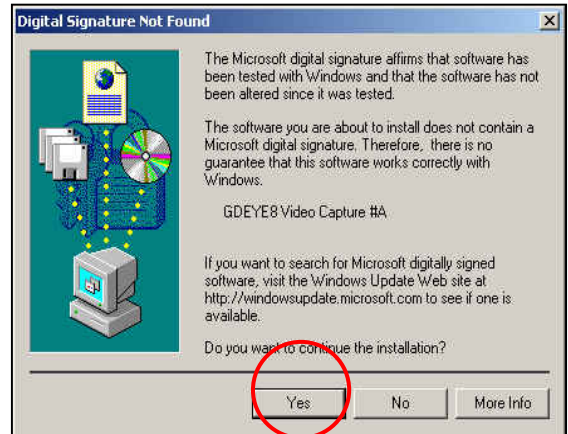 Digital Signature Not Found
The Microsoft digital signature affirms that software has
been tested with Windows and that the software has not
been altered since it was tested.
The software you are about to install does not contain a
Microsoft digital signature. Therefore, there is no
guarantee that this software works correctly with
Windows.
GDEYE8 Video Capture #A
If you want to search for Microsoft digitally signed
software, visit the Windows Update Web site at
http://windowsupdate.microsoft.com to see if one is
available.
Do you want to continue the installation?
Yes No More Info